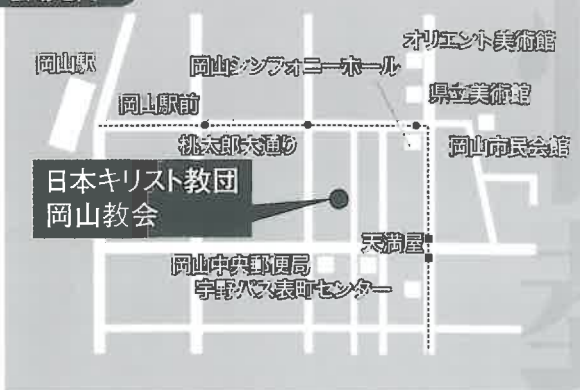 オリエント美術館
岡山駅
岡山シンフォニーホール
県立美術館
岡山駅前
桃太郎大通り
岡山市民会館
日本キリスト教団
岡山教会
天満屋
岡山中央郵便局
宇野バス表町センター